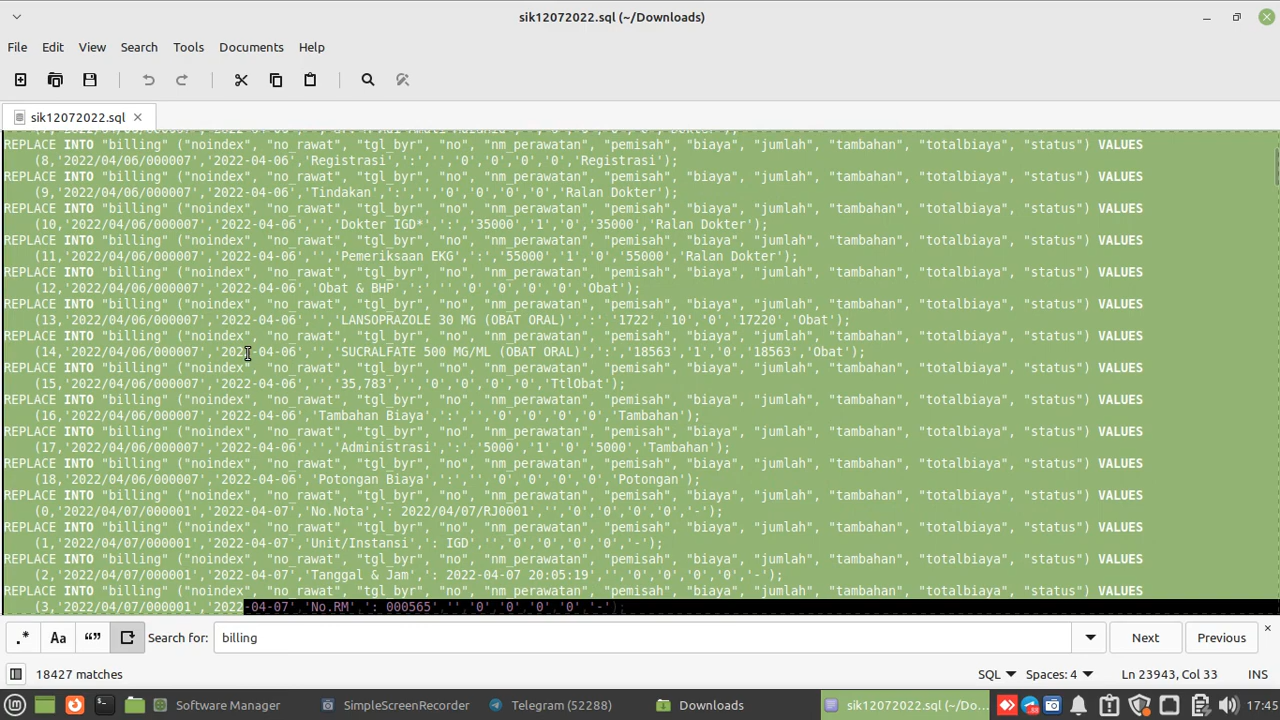 sik12072022.sql (~/Downloads)
File Edit View Search Tools Documents Help
sik12072022.sql
REPLACE INTO "billing" ("noindex", "no_rawat", "tgl_byr", "no", "nm_perawatan", "pemisah", "biaya", "jumlah", "tambahan", "totalbiaya", "status") VALUES
(8,'2022/04/06/000007','2022-04-06','Registrasi',':','','0','0','0','0','Registrasi');
REPLACE INTO "billing" ("noindex", "no_rawat", "tgl_byr", "no", "nm_perawatan", "pemisah", "biaya", "jumlah", "tambahan", "totalbiaya", "status") VALUES
(9,'2022/04/06/000007','2022-04-06','Tindakan',':','','0','0','0','0','Ralan Dokter');
REPLACE INTO "billing" ("noindex", "no_rawat", "tgl_byr", "no", "nm_perawatan", "pemisah", "biaya", "jumlah", "tambahan", "totalbiaya", "status") VALUES
(10,'2022/04/06/000007','2022-04-06','','Dokter IGD*',':','35000','1','0','35000','Ralan Dokter');
REPLACE INTO "billing" ("noindex", "no_rawat", "tgl_byr", "no", "nm_perawatan", "pemisah", "biaya", "jumlah", "tambahan", "totalbiaya", "status") VALUES
(11,'2022/04/06/000007','2022-04-06','','Pemeriksaan EKG',':','55000','1','0','55000','Ralan Dokter');
REPLACE INTO "billing" ("noindex", "no_rawat", "tgl_byr", "no", "nm_perawatan", "pemisah", "biaya", "jumlah", "tambahan", "totalbiaya", "status") VALUES
(12,'2022/04/06/000007','2022-04-06','Obat & BHP',':','','0','0','0','0','Obat');
REPLACE INTO "billing" ("noindex", "no_rawat", "tgl_byr", "no", "nm_perawatan", "pemisah", "biaya", "jumlah", "tambahan", "totalbiaya", "status") VALUES
(13,'2022/04/06/000007','2022-04-06','','LANSOPRAZOLE 30 MG (OBAT ORAL)',':','1722','10','0','17220','Obat');
REPLACE INTO "billing" ("noindex", "no_rawat", "tgl_byr", "no", "nm_perawatan", "pemisah", "biaya", "jumlah", "tambahan", "totalbiaya", "status") VALUES
(14,'2022/04/06/000007','2022-04-06','','SUCRALFATE 500 MG/ML (OBAT ORAL)',':','18563','1','0','18563','Obat');
REPLACE INTO "billing" ("noindex", "no_rawat", "tgl_byr", "no", "nm_perawatan", "pemisah", "biaya", "jumlah", "tambahan", "totalbiaya", "status") VALUES
(15,'2022/04/06/000007','2022-04-06','','35,783','','0','0','0','0','TtlObat');
REPLACE INTO "billing" ("noindex", "no_rawat", "tgl_byr", "no", "nm_perawatan", "pemisah", "biaya", "jumlah", "tambahan", "totalbiaya", "status") VALUES
(16,'2022/04/06/000007','2022-04-06','Tambahan Biaya',':','','0','0','0','0','Tambahan');
REPLACE INTO "billing" ("noindex", "no_rawat", "tgl_byr", "no", "nm_perawatan", "pemisah", "biaya", "jumlah", "tambahan", "totalbiaya", "status") VALUES
(17,'2022/04/06/000007','2022-04-06','','Administrasi',':','5000','1','0','5000','Tambahan');
REPLACE INTO "billing" ("noindex", "no_rawat", "tgl_byr", "no", "nm_perawatan", "pemisah", "biaya", "jumlah", "tambahan", "totalbiaya", "status") VALUES
(18,'2022/04/06/000007','2022-04-06','Potongan Biaya',':','','0','0','0','0','Potongan');
REPLACE INTO "billing" ("noindex", "no_rawat", "tgl_byr", "no", "nm_perawatan", "pemisah", "biaya", "jumlah", "tambahan", "totalbiaya", "status") VALUES
(0,'2022/04/07/000001','2022-04-07','No.Nota',': 2022/04/07/RJ0001','','0','0','0','0','-');
REPLACE INTO "billing" ("noindex", "no_rawat", "tgl_byr", "no", "nm_perawatan", "pemisah", "biaya", "jumlah", "tambahan", "totalbiaya", "status") VALUES
(1,'2022/04/07/000001','2022-04-07','Unit/Instansi',': IGD','','0','0','0','0','-');
REPLACE INTO "billing" ("noindex", "no_rawat", "tgl_byr", "no", "nm_perawatan", "pemisah", "biaya", "jumlah", "tambahan", "totalbiaya", "status") VALUES
(2,'2022/04/07/000001','2022-04-07','Tanggal & Jam',': 2022-04-07 20:05:19','','0','0','0','0','-');
REPLACE INTO "billing" ("noindex", "no_rawat", "tgl_byr", "no", "nm_perawatan", "pemisah", "biaya", "jumlah", "tambahan", "totalbiaya", "status") VALUES
(3,'2022/04/07/000001','2022-04-07','No.RM',': 000565','','0','0','0','0','-');
.* Aa “” Search for: billing Next Previous
18427 matches SQL Spaces: 4 Ln 23943, Col 33 INS
Software Manager SimpleScreenRecorder Telegram (52288) Downloads sik12072022.sql (~/Do... 17:45